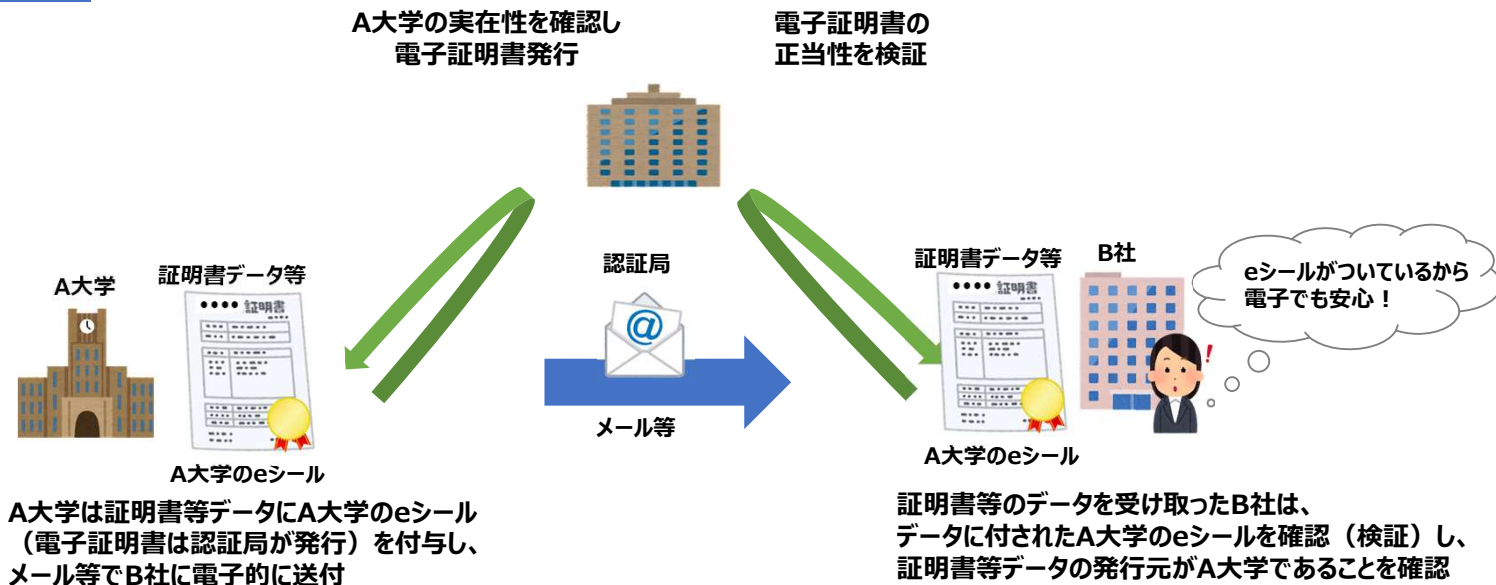 A大学の実在性を確認し
電子証明書発行
電子証明書の
正当性を検証
認証局
A大学
証明書データ等
●●●● 証明書
A大学のeシール
@
メール等
証明書データ等
●●●● 証明書
A大学のeシール
B社
eシールがついているから
電子でも安心！
A大学は証明書等データにA大学のeシール
（電子証明書は認証局が発行）を付与し、
メール等でB社に電子的に送付
証明書等のデータを受け取ったB社は、
データに付されたA大学のeシールを確認（検証）し、
証明書等データの発行元がA大学であることを確認